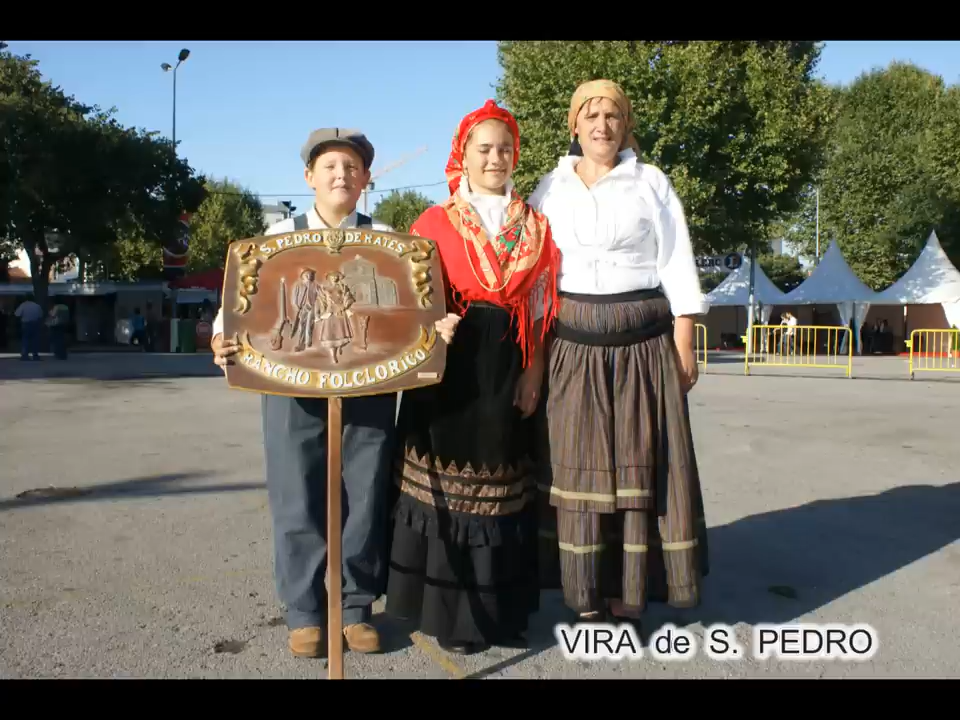 S. PEDRO DE RATES
RANCHO FOLCLORICO
VIRA de S. PEDRO